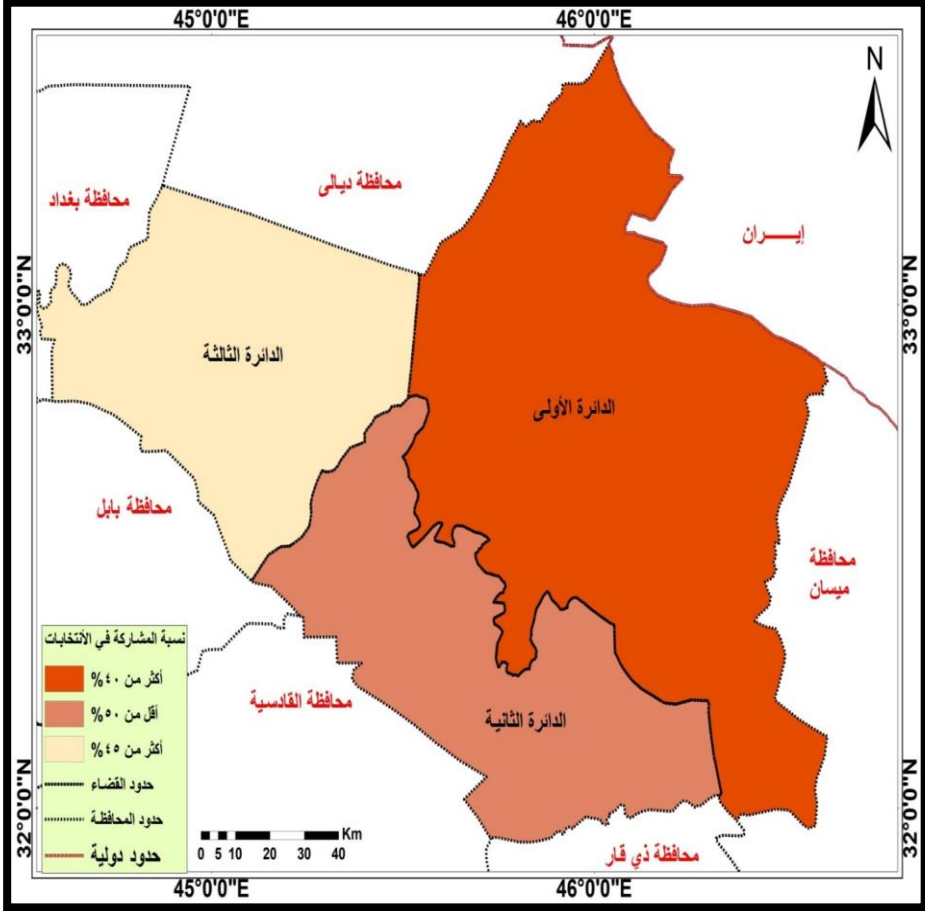 45°0'0"E
46°0'0"E
N
محافظة ديالى
محافظة بغداد
إيـــــران
33°0'0"N
33°0'0"N
الدائرة الثالثة
الدائرة الأولى
محافظة بابل
محافظة
ميسان
نسبة المشاركة في الأنتخابات
أكثر من ٤٠%
أقل من ٥٠%
أكثر من ٤٥%
حدود القضاء
حدود المحافظة
حدود دولية
محافظة القادسية
الدائرة الثانية
32°0'0"N
32°0'0"N
Km
0 5 10 20 30 40
محافظة ذي قار
45°0'0"E
46°0'0"E